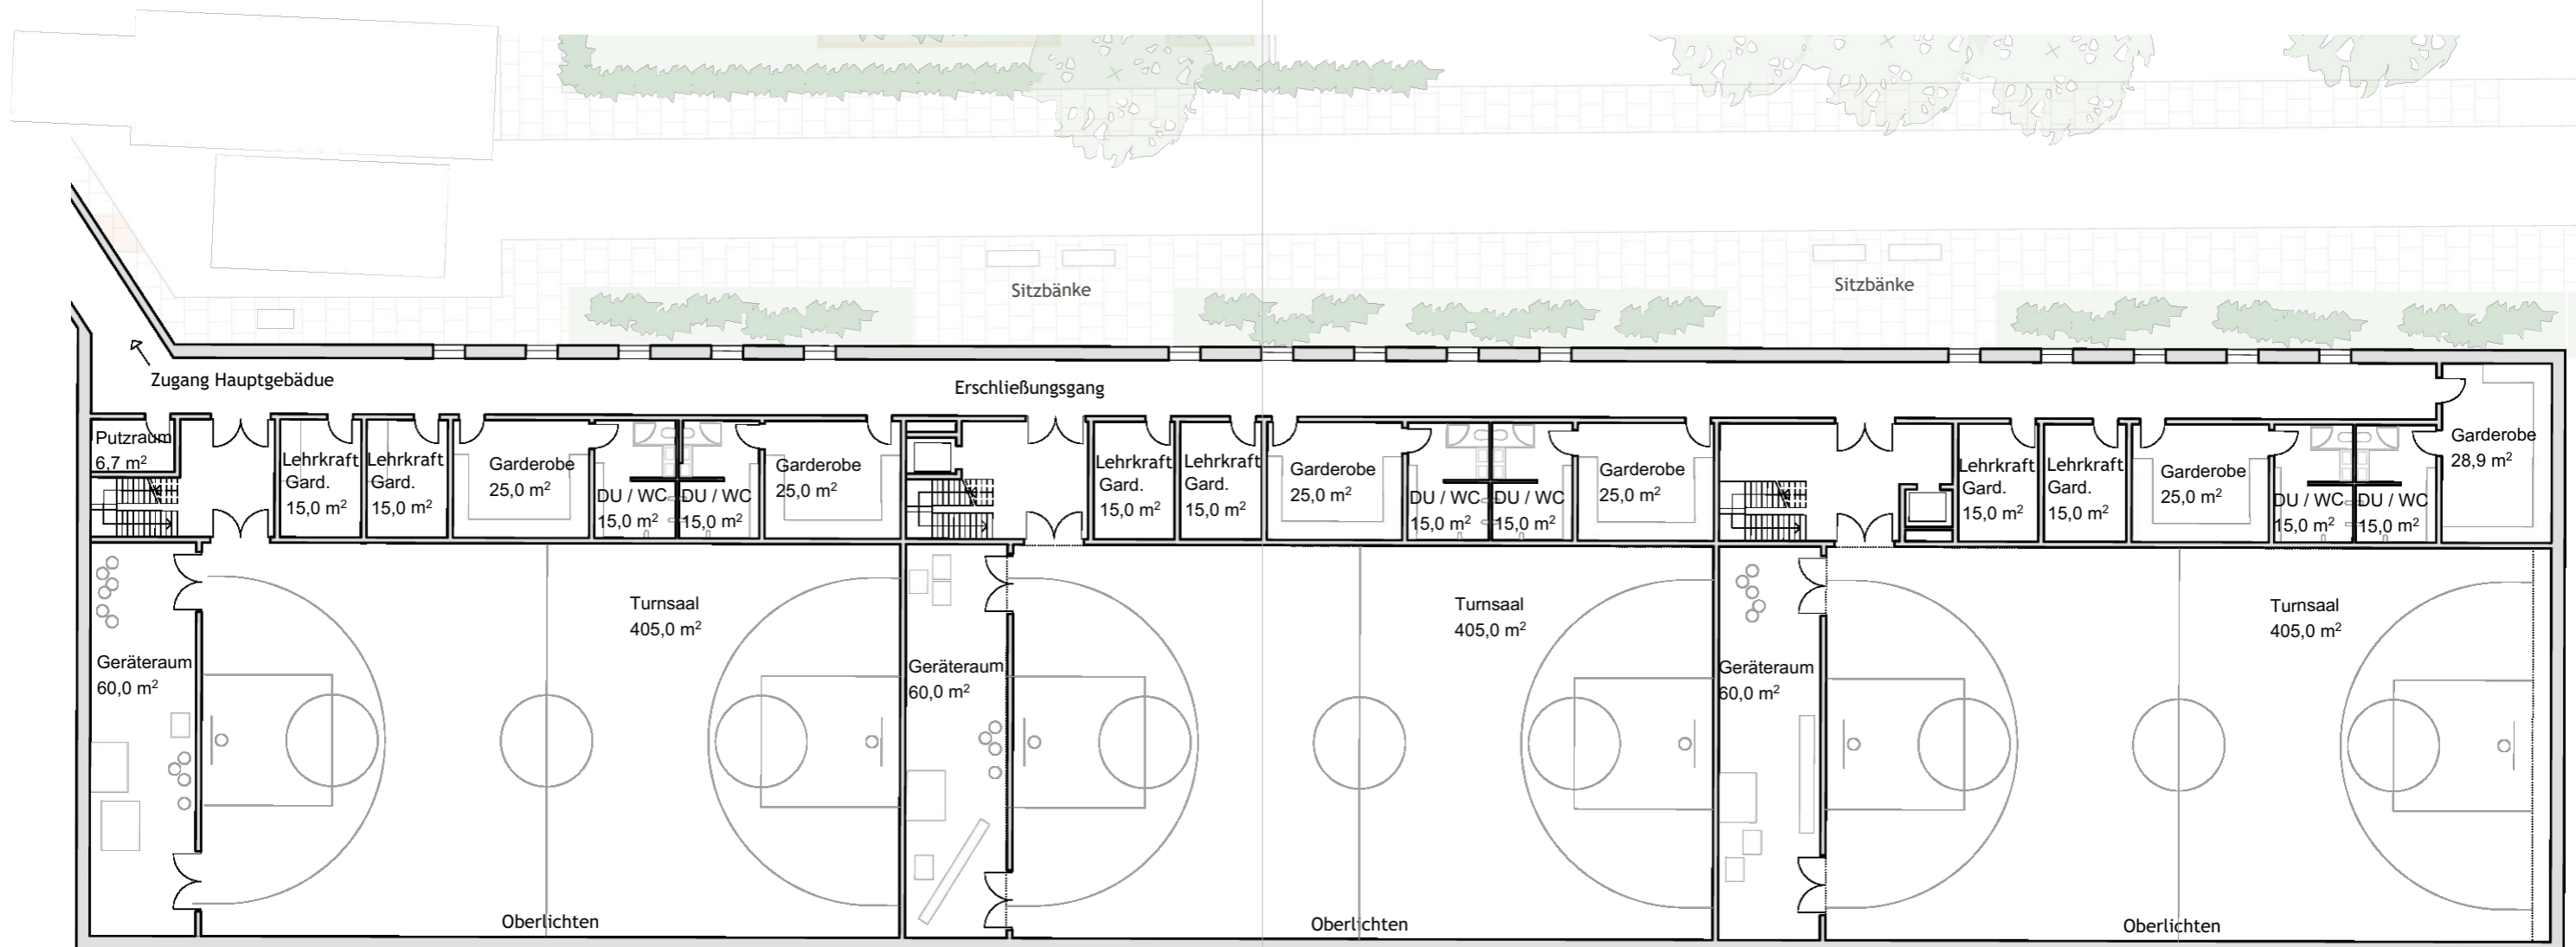 Sitzbänke
Sitzbänke
Zugang Hauptgebädue
Erschließungsgang
Putzraum
6,7 m²
Lehrkraft
Gard.
15,0 m²
Lehrkraft
Gard.
15,0 m²
Garderobe
25,0 m²
DU / WC
15,0 m²
DU / WC
15,0 m²
Garderobe
25,0 m²
Lehrkraft
Gard.
15,0 m²
Lehrkraft
Gard.
15,0 m²
Garderobe
25,0 m²
DU / WC
15,0 m²
DU / WC
15,0 m²
Garderobe
25,0 m²
Lehrkraft
Gard.
15,0 m²
Lehrkraft
Gard.
15,0 m²
Garderobe
25,0 m²
DU / WC
15,0 m²
DU / WC
15,0 m²
Garderobe
28,9 m²
Geräteraum
60,0 m²
Turnsaal
405,0 m²
Geräteraum
60,0 m²
Turnsaal
405,0 m²
Geräteraum
60,0 m²
Turnsaal
405,0 m²
Oberlichten
Oberlichten
Oberlichten